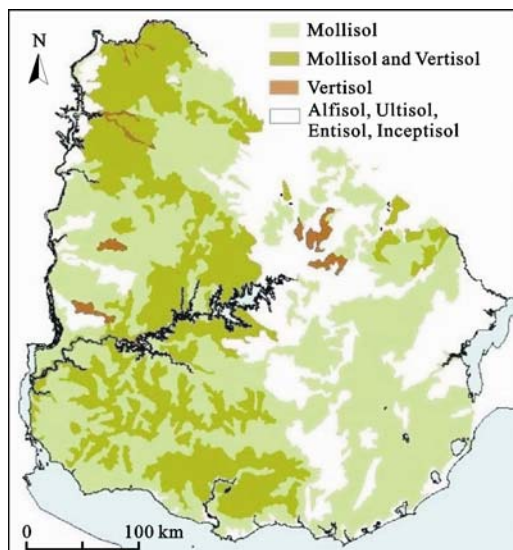 N
Mollisol
Mollisol and Vertisol
Vertisol
Alfisol, Ultisol,
Entisol, Inceptisol
0 100 km